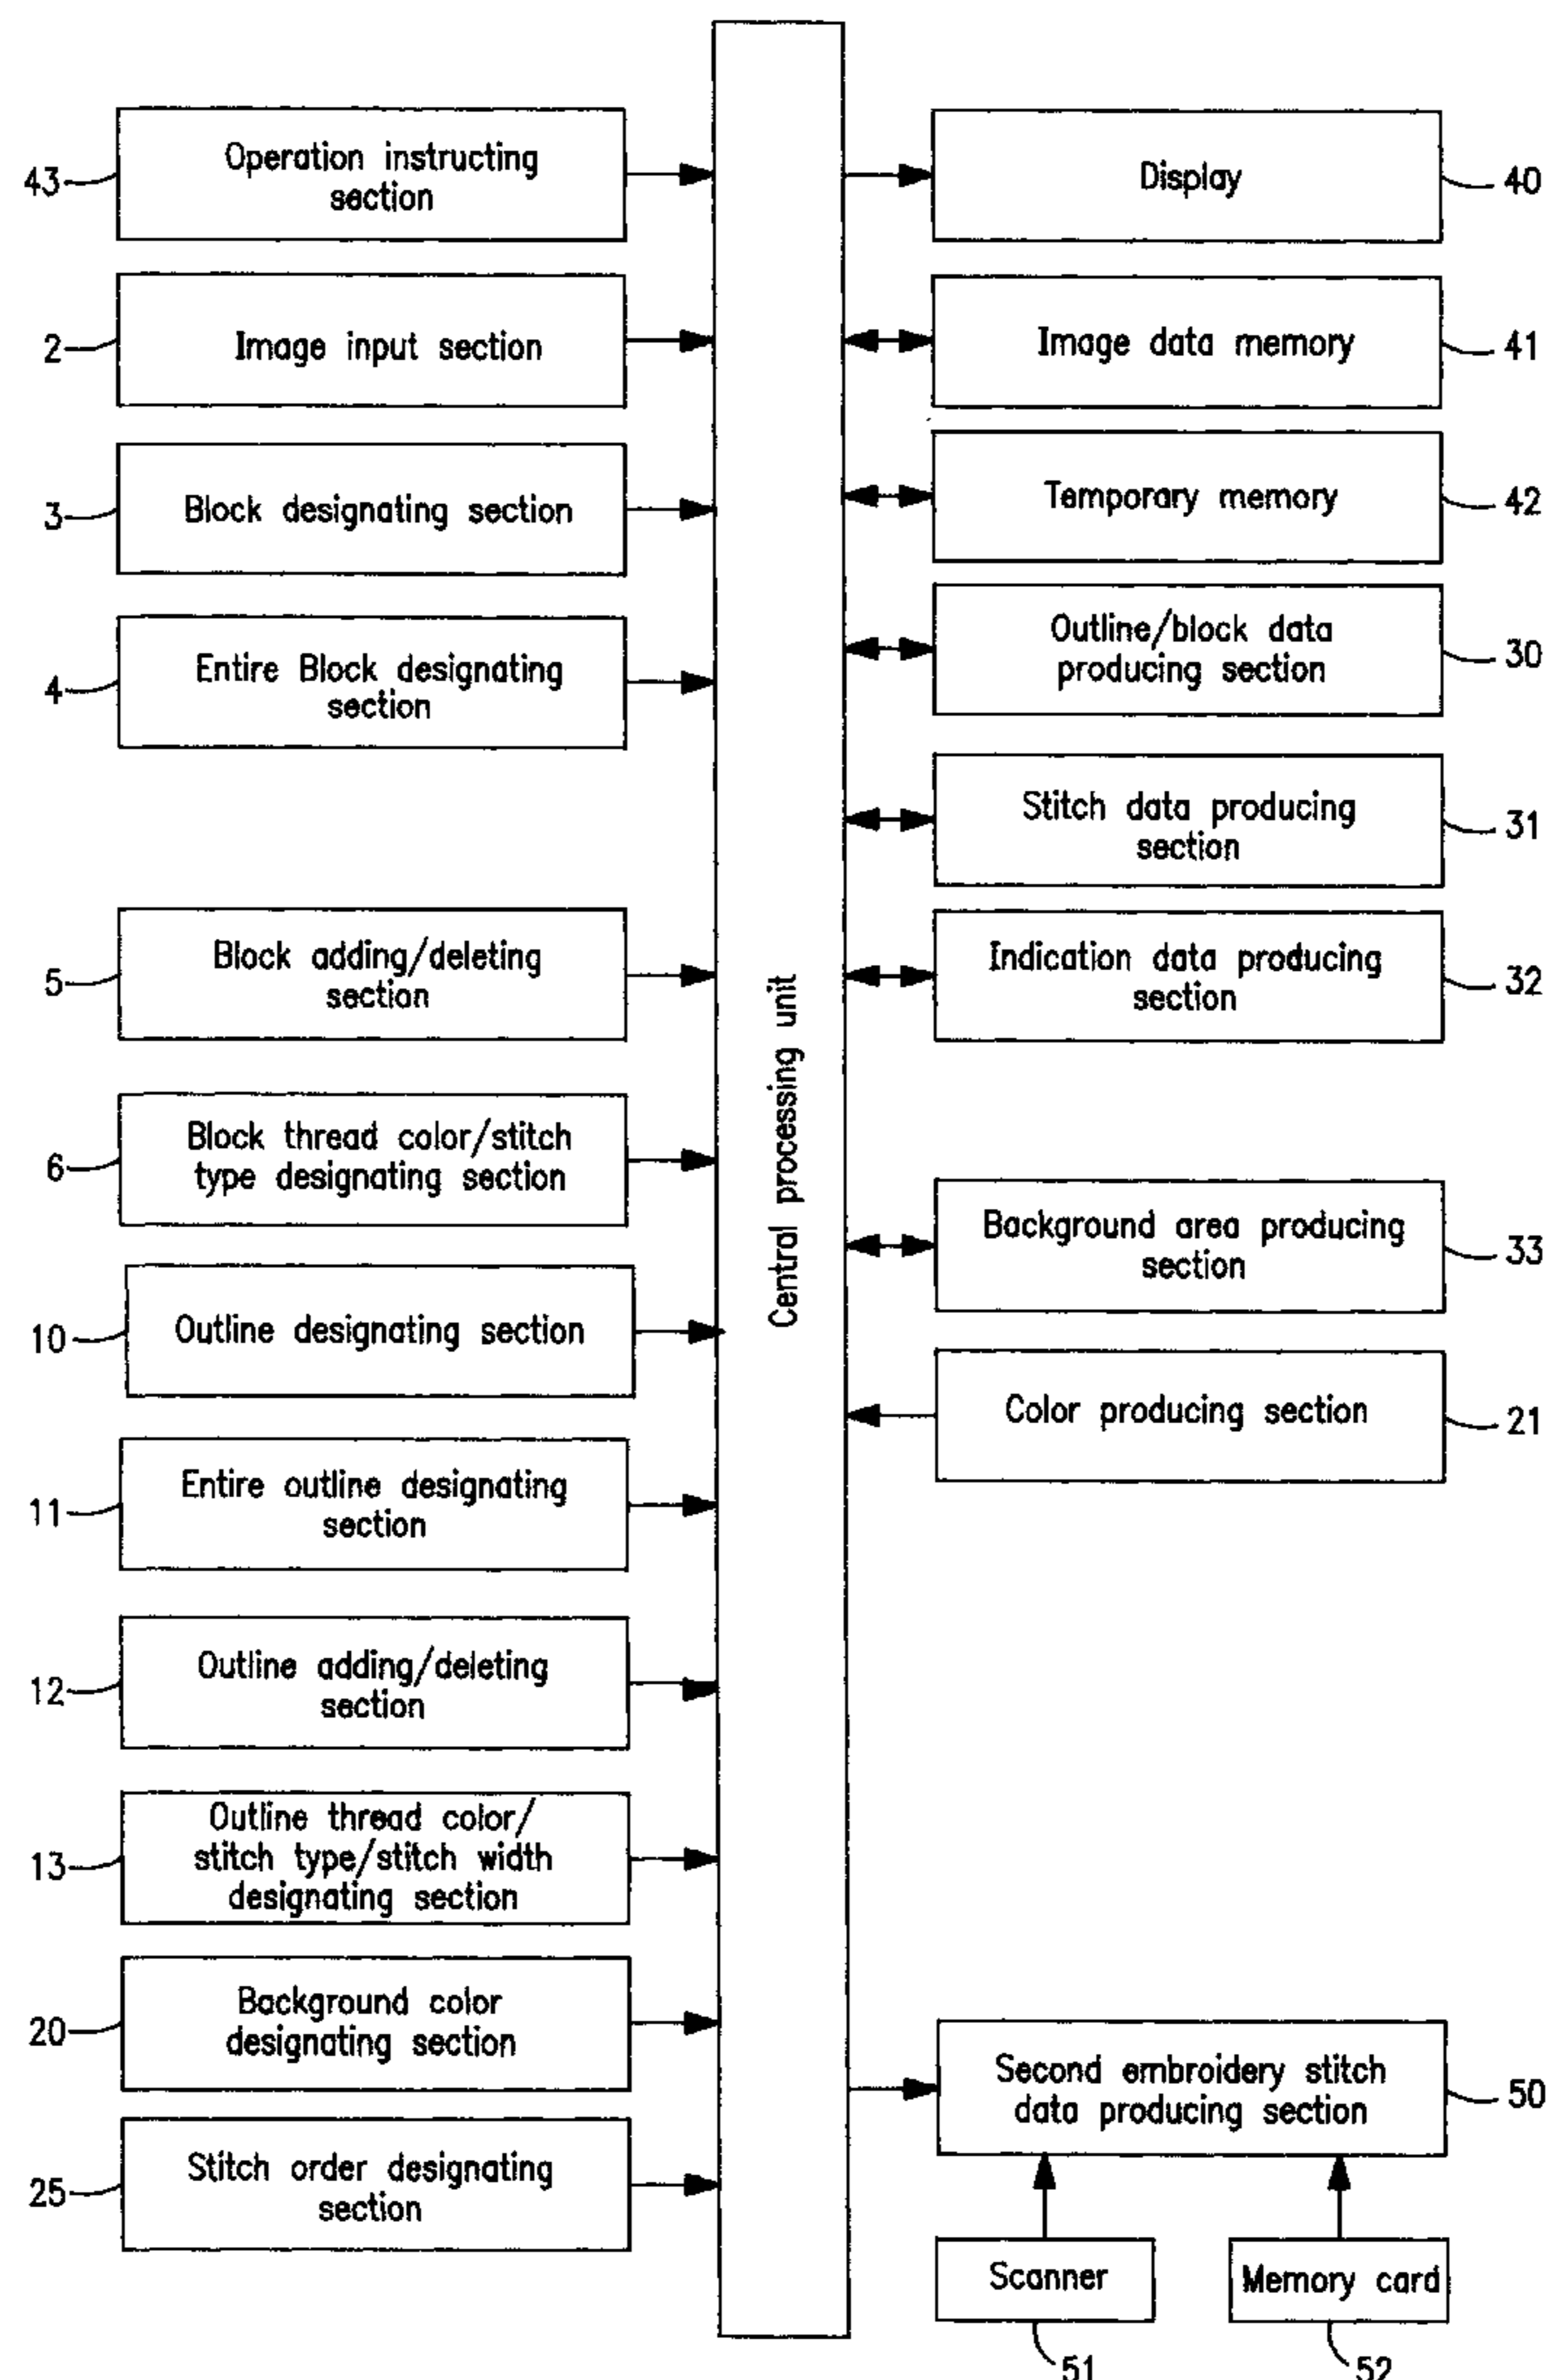 43
Operation instructing
section
2
Image input section
3
Block designating section
4
Entire Block designating
section
5
Block adding/deleting
section
6
Block thread color/stitch
type designating section
10
Outline designating section
11
Entire outline designating
section
12
Outline adding/deleting
section
13
Outline thread color/
stitch type/stitch width
designating section
20
Background color
designating section
25
Stitch order designating
section
Central processing unit
Display
40
Image data memory
41
Temporary memory
42
Outline/block data
producing section
30
Stitch data producing
section
31
Indication data producing
section
32
Background area producing
section
33
Color producing section
21
Second embroidery stitch
data producing section
50
Scanner
51
Memory card
52